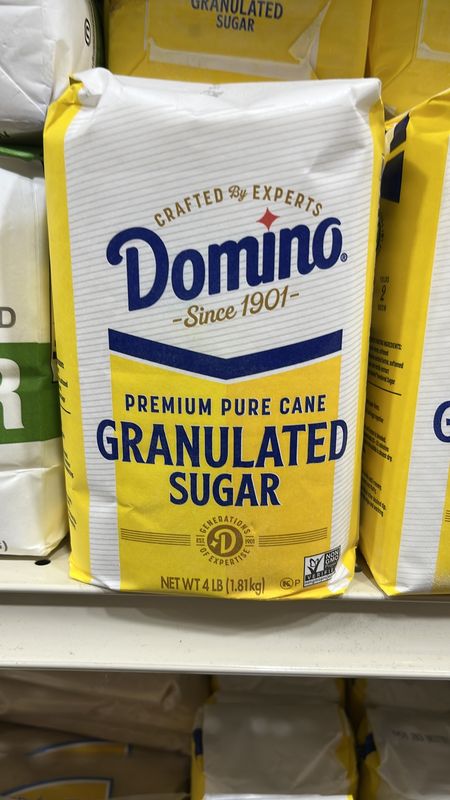 GRANULATED
SUGAR
CRAFTED By EXPERTS
Domino®
-Since 1901-
PREMIUM PURE CANE
GRANULATED
SUGAR
GENERATIONS
EST. D 1901
OF EXPERTISE
NET WT 4 LB (1.81kg)
K P
NON
GMO
VERIFIED
D
R
G
INGREDIENTS: